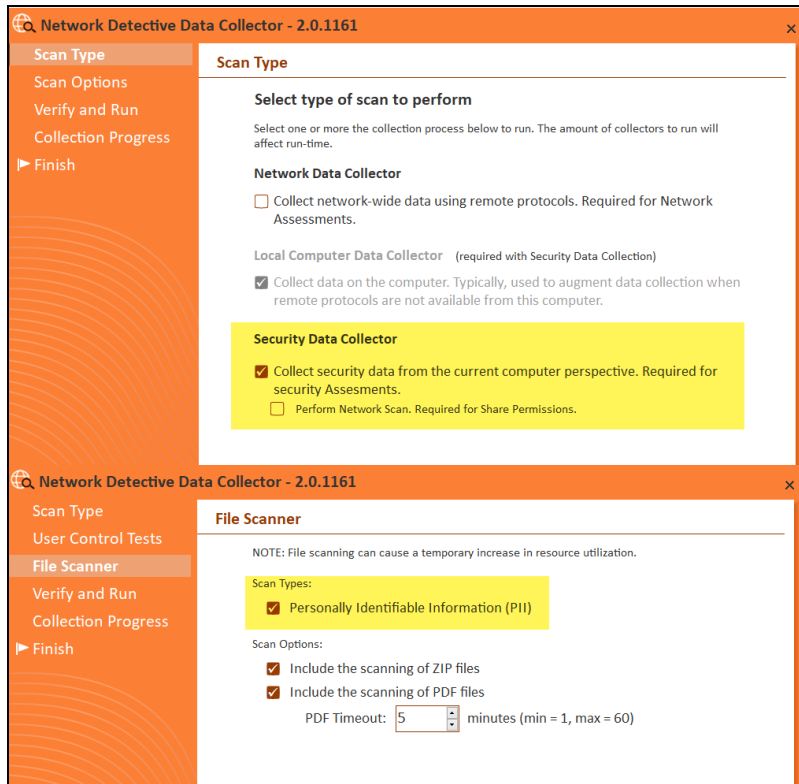 Network Detective Data Collector - 2.0.1161
Scan Type
Scan Options
Verify and Run
Collection Progress
Finish
Scan Type
Select type of scan to perform
Select one or more the collection process below to run. The amount of collectors to run will
affect run-time.
Network Data Collector
Collect network-wide data using remote protocols. Required for Network
Assessments.
Local Computer Data Collector (required with Security Data Collection)
Collect data on the computer. Typically, used to augment data collection when
remote protocols are not available from this computer.
Security Data Collector
Collect security data from the current computer perspective. Required for
security Assesments.
Perform Network Scan. Required for Share Permissions.
Network Detective Data Collector - 2.0.1161
Scan Type
User Control Tests
File Scanner
Verify and Run
Collection Progress
Finish
File Scanner
NOTE: File scanning can cause a temporary increase in resource utilization.
Scan Types:
Personally Identifiable Information (PII)
Scan Options:
Include the scanning of ZIP files
Include the scanning of PDF files
PDF Timeout: 5 minutes (min = 1, max = 60)